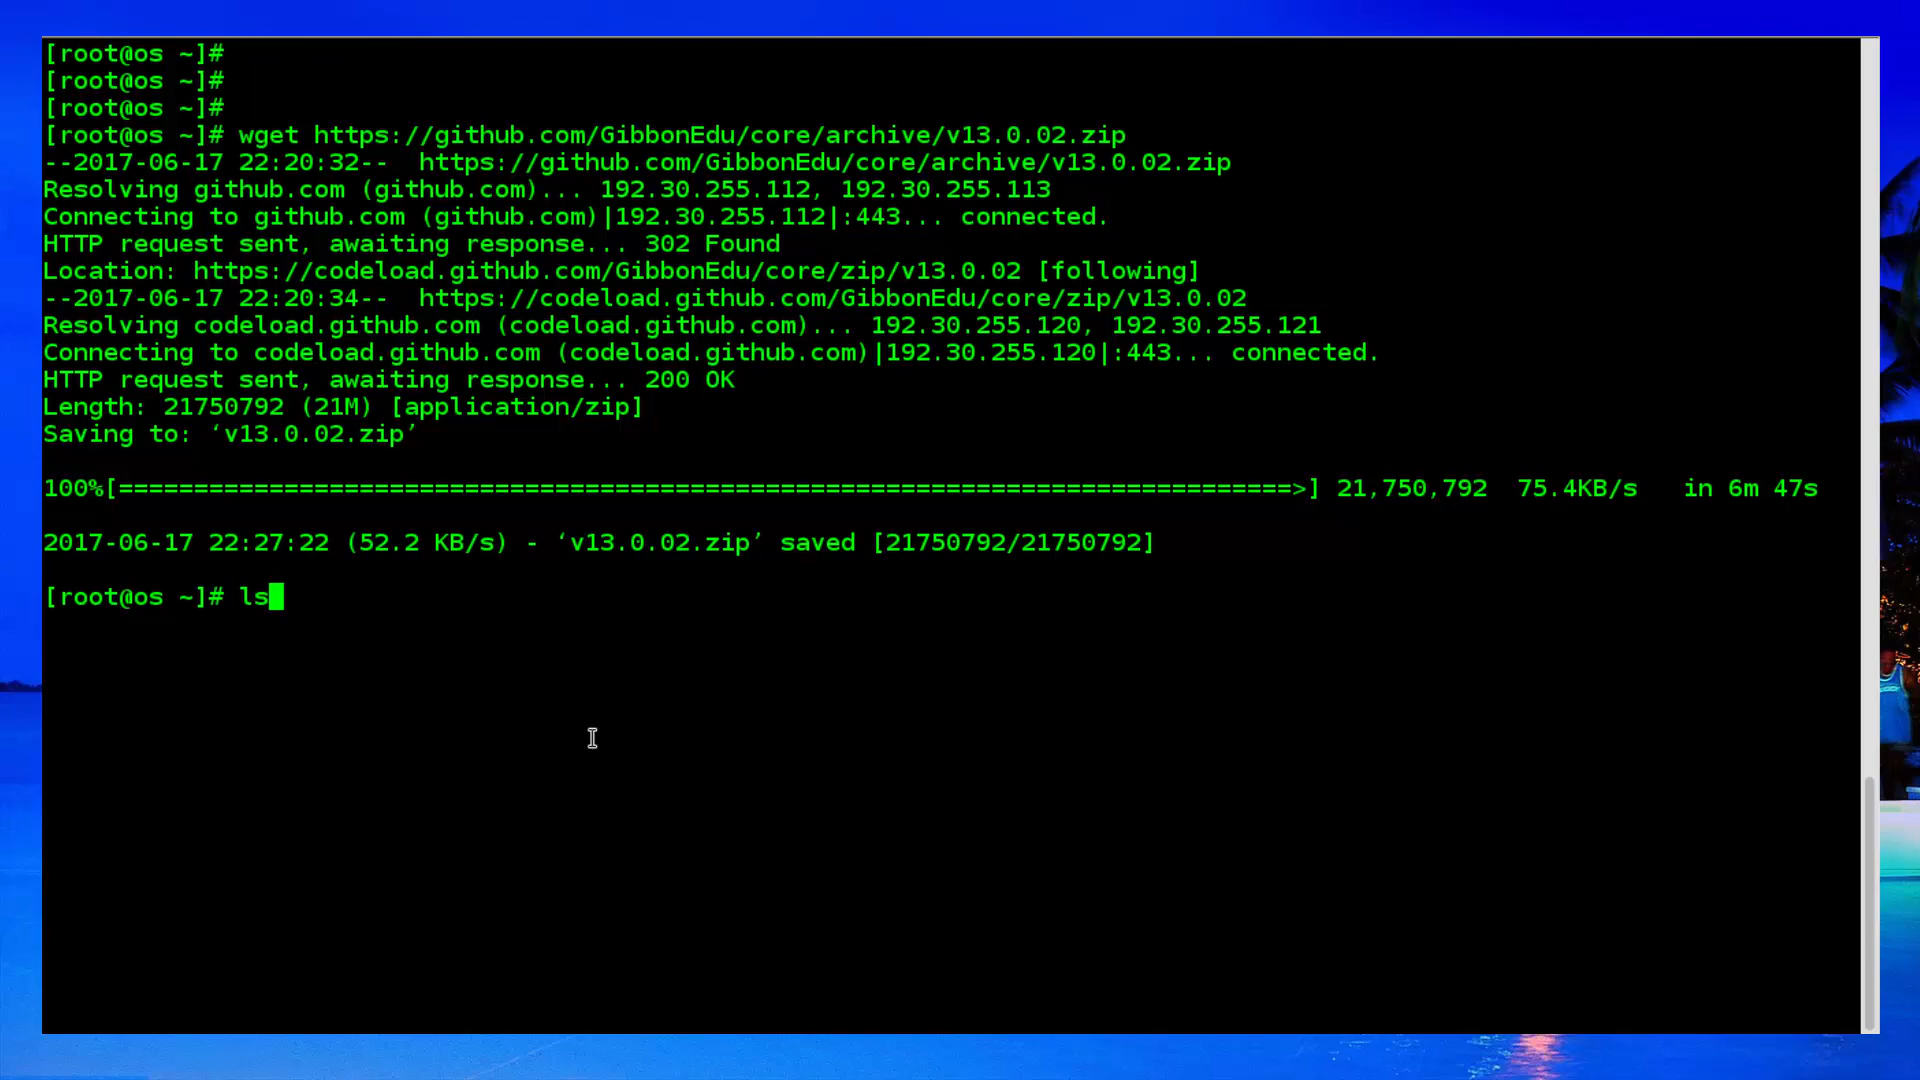 [root@os ~]#
[root@os ~]#
[root@os ~]#
[root@os ~]# wget https://github.com/GibbonEdu/core/archive/v13.0.02.zip
--2017-06-17 22:20:32--  https://github.com/GibbonEdu/core/archive/v13.0.02.zip
Resolving github.com (github.com)... 192.30.255.112, 192.30.255.113
Connecting to github.com (github.com)|192.30.255.112|:443... connected.
HTTP request sent, awaiting response... 302 Found
Location: https://codeload.github.com/GibbonEdu/core/zip/v13.0.02 [following]
--2017-06-17 22:20:34--  https://codeload.github.com/GibbonEdu/core/zip/v13.0.02
Resolving codeload.github.com (codeload.github.com)... 192.30.255.120, 192.30.255.121
Connecting to codeload.github.com (codeload.github.com)|192.30.255.120|:443... connected.
HTTP request sent, awaiting response... 200 OK
Length: 21750792 (21M) [application/zip]
Saving to: ‘v13.0.02.zip’
100%[==============================================================================>] 21,750,792  75.4KB/s   in 6m 47s
2017-06-17 22:27:22 (52.2 KB/s) - ‘v13.0.02.zip’ saved [21750792/21750792]
[root@os ~]# ls